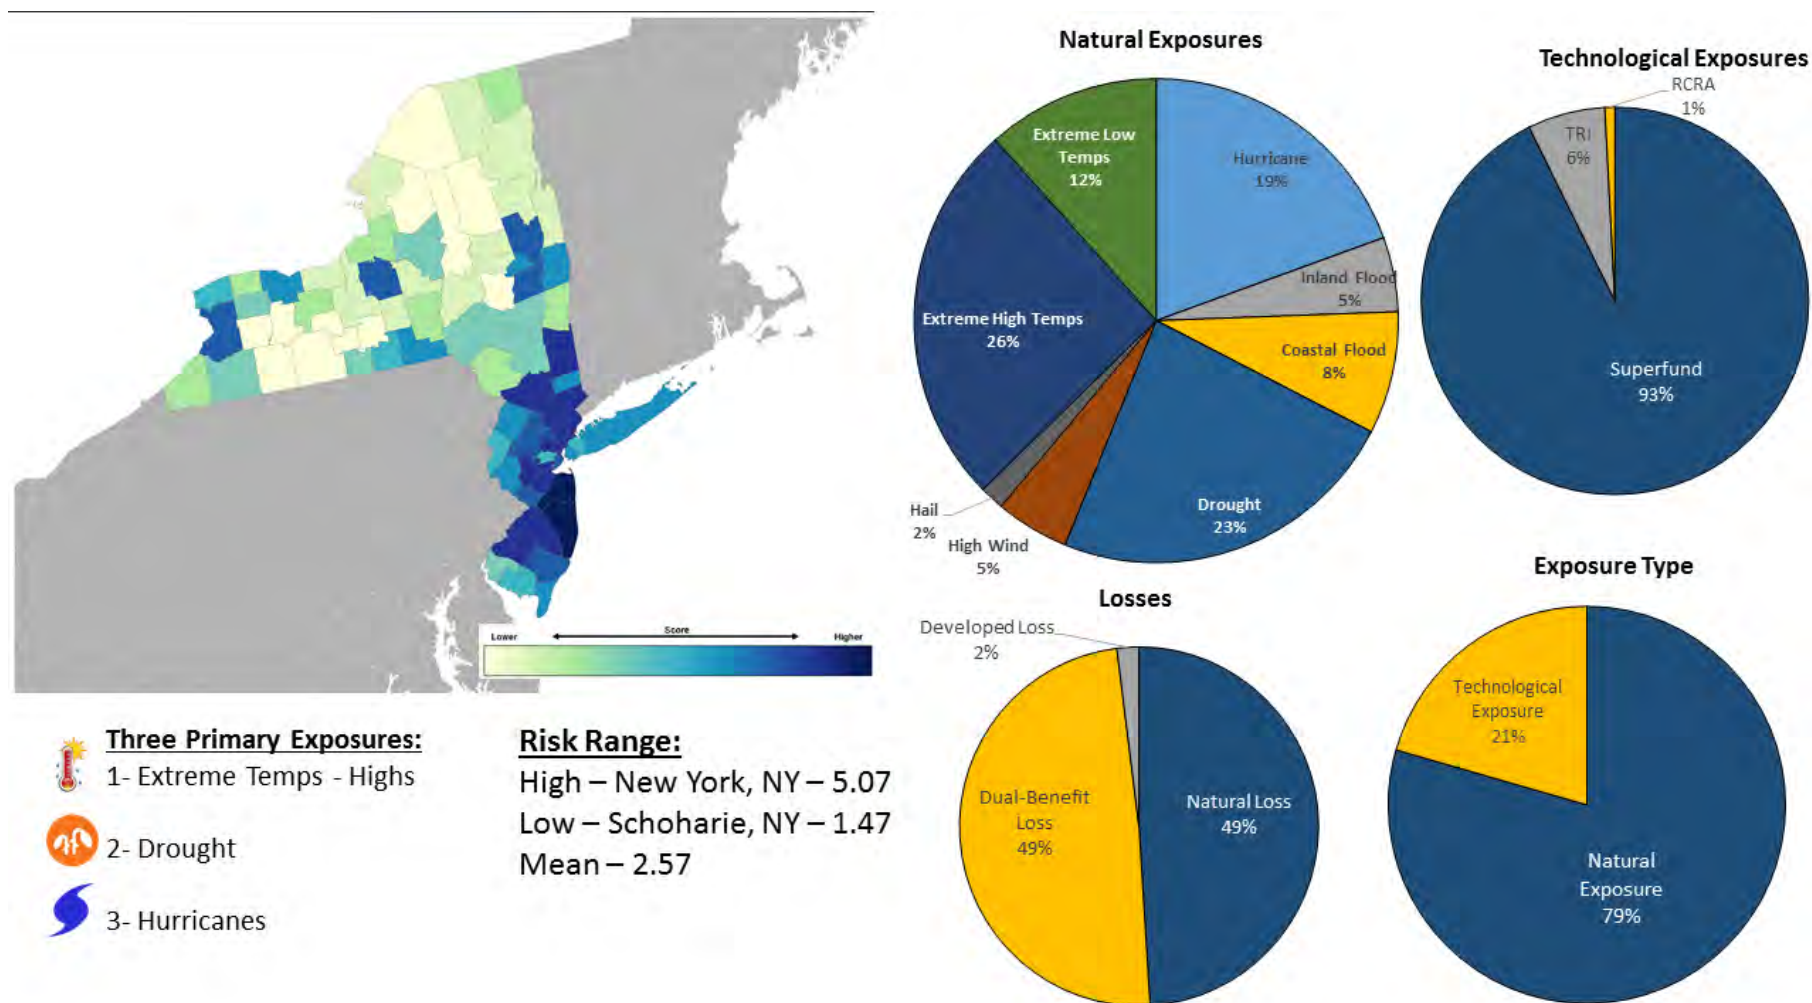 Lower
Score
Higher
Three Primary Exposures:
1- Extreme Temps - Highs
2- Drought
3- Hurricanes
Risk Range:
High – New York, NY – 5.07
Low – Schoharie, NY – 1.47
Mean – 2.57
Natural Exposures
Extreme Low
Temps
12%
Hurricane
19%
Inland Flood
5%
Extreme High Temps
26%
Coastal Flood
8%
Drought
23%
Hail
2%
High Wind
5%
Technological Exposures
RCRA
1%
TRI
6%
Superfund
93%
Losses
Developed Loss
2%
Dual-Benefit
Loss
49%
Natural Loss
49%
Exposure Type
Technological
Exposure
21%
Natural
Exposure
79%